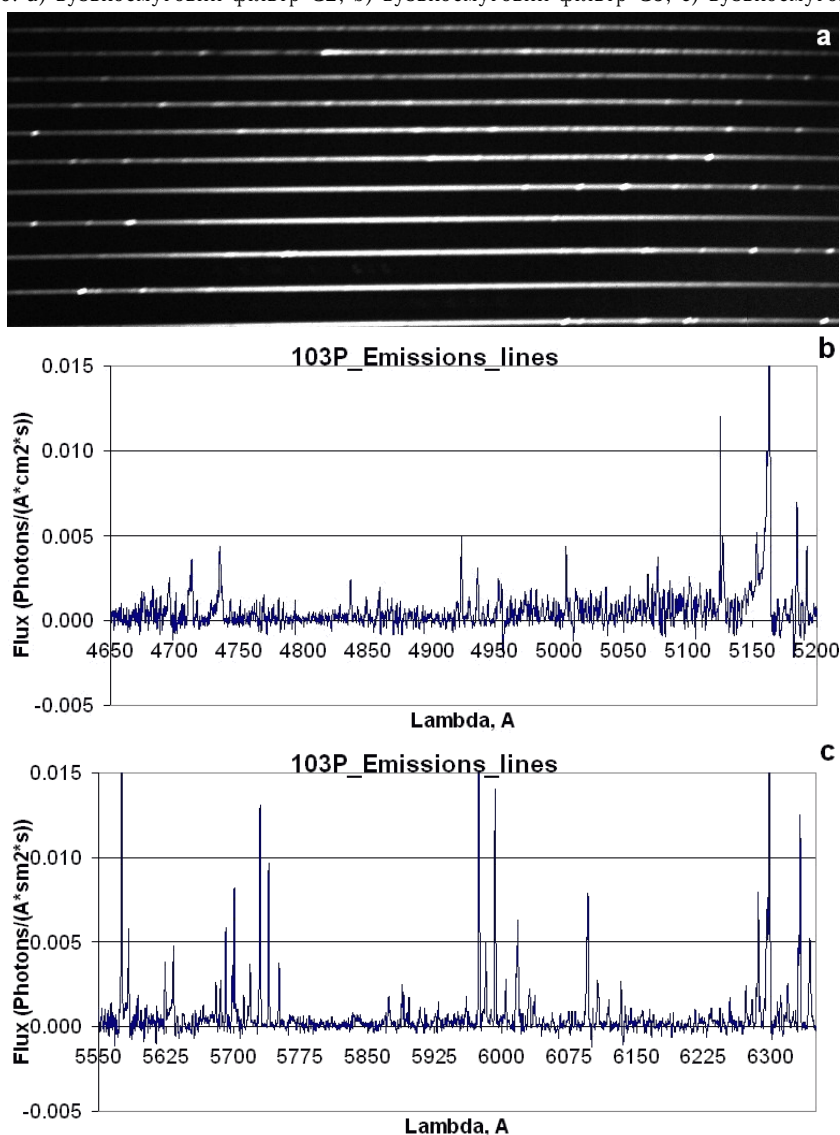 a
103P_Emissions_lines
b
0.015
0.010
0.005
0.000
-0.005
Flux (Photons/(A*cm2*s))
4650 4700 4750 4800 4850 4900 4950 5000 5050 5100 5150 5200
Lambda, A
103P_Emissions_lines
c
0.015
0.010
0.005
0.000
-0.005
Flux (Photons/(A*sm2*s))
5550 5625 5700 5775 5850 5925 6000 6075 6150 6225 6300
Lambda, A